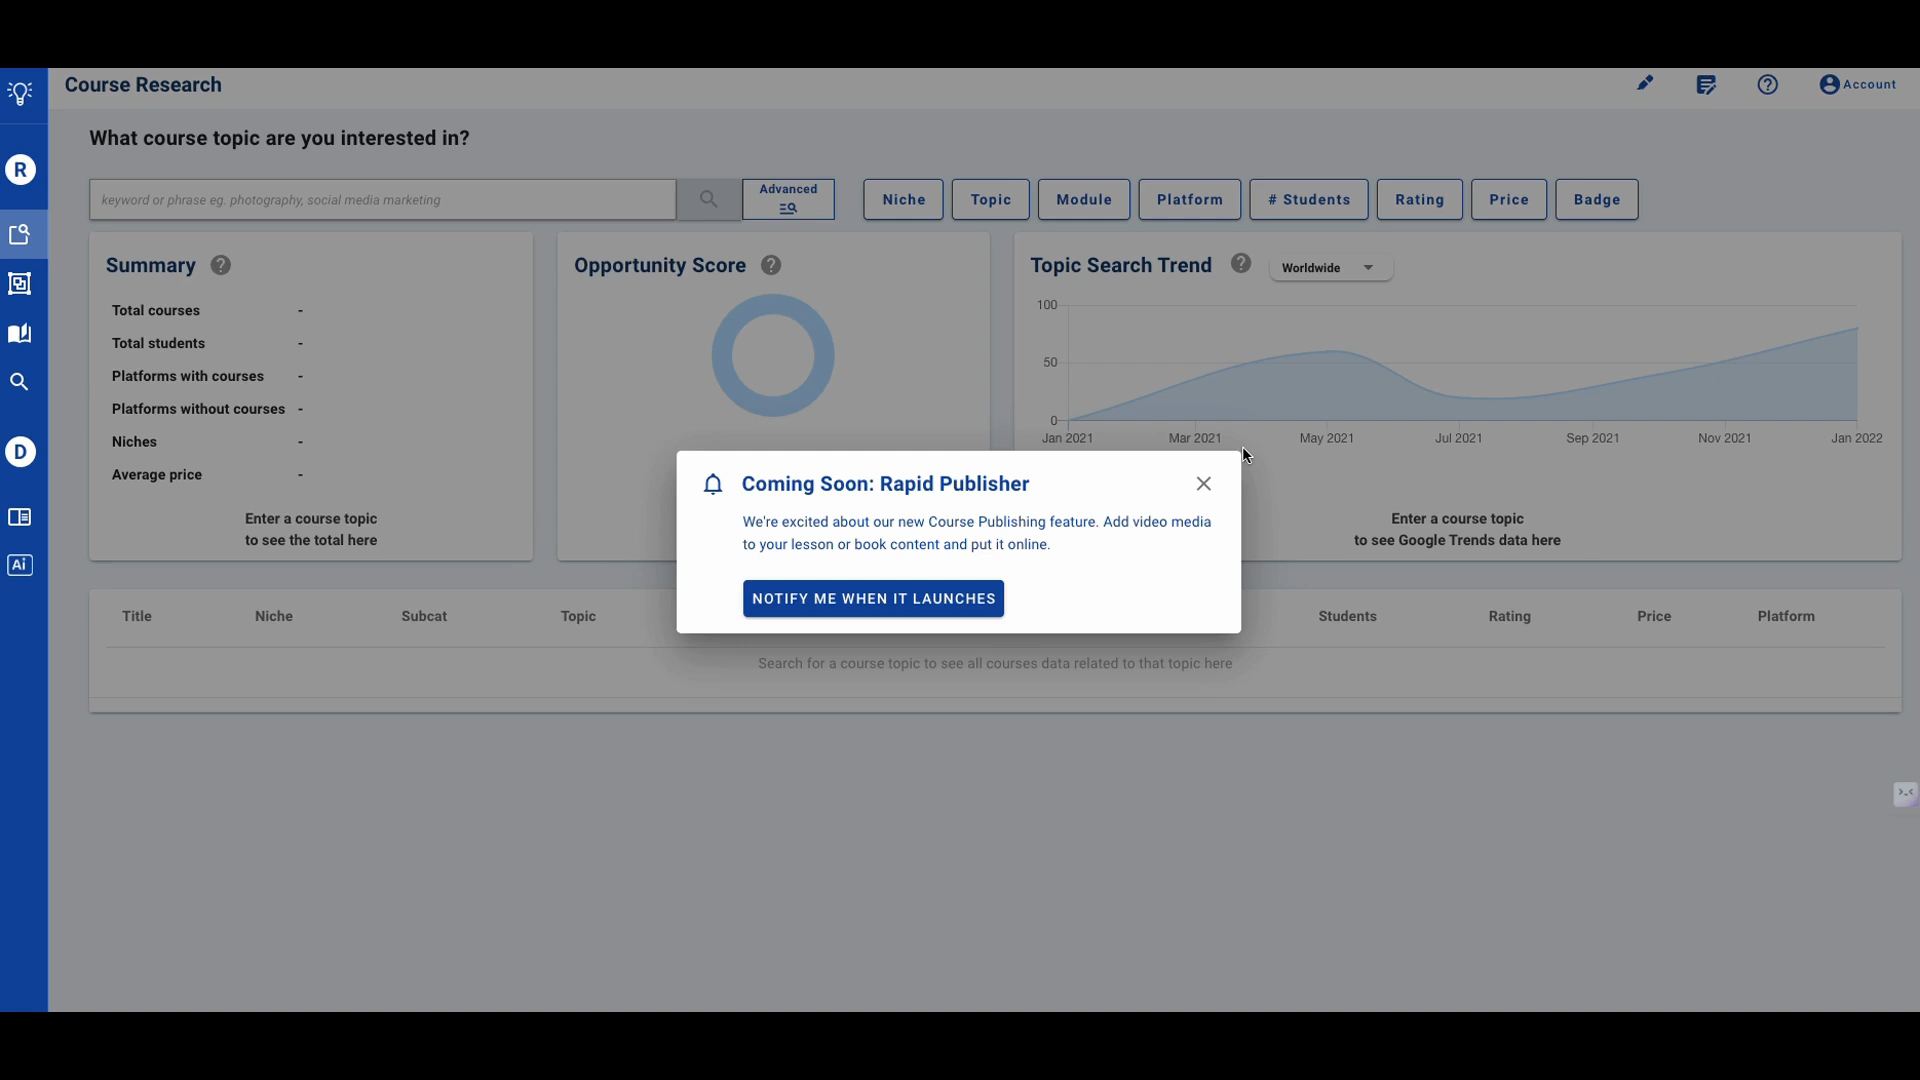 Course Research
Account
What course topic are you interested in?
R
keyword or phrase eg. photography, social media marketing
Advanced
Niche
Topic
Module
Platform
# Students
Rating
Price
Badge
Summary ?
Total courses -
Total students -
Platforms with courses -
Platforms without courses -
Niches -
Average price -
Enter a course topic
to see the total here
Opportunity Score ?
Topic Search Trend ?
Worldwide
100
50
0
Jan 2021
Mar 2021
May 2021
Jul 2021
Sep 2021
Nov 2021
Jan 2022
Enter a course topic
to see Google Trends data here
D
Ai
Coming Soon: Rapid Publisher
We're excited about our new Course Publishing feature. Add video media
to your lesson or book content and put it online.
NOTIFY ME WHEN IT LAUNCHES
Title
Niche
Subcat
Topic
Students
Rating
Price
Platform
Search for a course topic to see all courses data related to that topic here